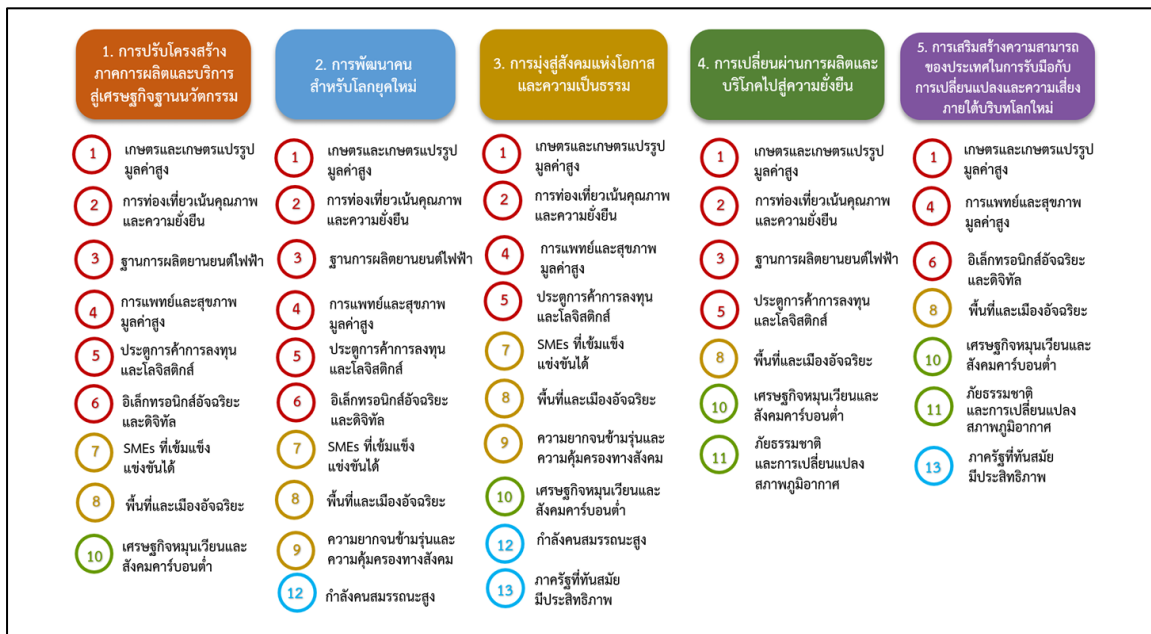 1. การปรับโครงสร้าง
ภาคการผลิตและบริการ
สู่เศรษฐกิจฐานนวัตกรรม
1
เกษตรและเกษตรแปรรูป
มูลค่าสูง
2
การท่องเที่ยวเน้นคุณภาพ
และความยั่งยืน
3
ฐานการผลิตยานยนต์ไฟฟ้า
4
การแพทย์และสุขภาพ
มูลค่าสูง
5
ประตูการค้าการลงทุน
และโลจิสติกส์
6
อิเล็กทรอนิกส์อัจฉริยะ
และดิจิทัล
7
SMEs ที่เข้มแข็ง
แข่งขันได้
8
พื้นที่และเมืองอัจฉริยะ
10
เศรษฐกิจหมุนเวียนและ
สังคมคาร์บอนต่ำ
2. การพัฒนาคน
สำหรับโลกยุคใหม่
1
เกษตรและเกษตรแปรรูป
มูลค่าสูง
2
การท่องเที่ยวเน้นคุณภาพ
และความยั่งยืน
3
ฐานการผลิตยานยนต์ไฟฟ้า
4
การแพทย์และสุขภาพ
มูลค่าสูง
5
ประตูการค้าการลงทุน
และโลจิสติกส์
6
อิเล็กทรอนิกส์อัจฉริยะ
และดิจิทัล
7
SMEs ที่เข้มแข็ง
แข่งขันได้
8
พื้นที่และเมืองอัจฉริยะ
9
ความยากจนข้ามรุ่นและ
ความคุ้มครองทางสังคม
12
กำลังคนสมรรถนะสูง
3. การมุ่งสู่สังคมแห่งโอกาส
และความเป็นธรรม
1
เกษตรและเกษตรแปรรูป
มูลค่าสูง
2
การท่องเที่ยวเน้นคุณภาพ
และความยั่งยืน
4
การแพทย์และสุขภาพ
มูลค่าสูง
5
ประตูการค้าการลงทุน
และโลจิสติกส์
7
SMEs ที่เข้มแข็ง
แข่งขันได้
8
พื้นที่และเมืองอัจฉริยะ
9
ความยากจนข้ามรุ่นและ
ความคุ้มครองทางสังคม
10
เศรษฐกิจหมุนเวียนและ
สังคมคาร์บอนต่ำ
12
กำลังคนสมรรถนะสูง
13
ภาครัฐที่ทันสมัย
มีประสิทธิภาพ
4. การเปลี่ยนผ่านการผลิตและ
บริโภคไปสู่ความยั่งยืน
1
เกษตรและเกษตรแปรรูป
มูลค่าสูง
2
การท่องเที่ยวเน้นคุณภาพ
และความยั่งยืน
3
ฐานการผลิตยานยนต์ไฟฟ้า
5
ประตูการค้าการลงทุน
และโลจิสติกส์
8
พื้นที่และเมืองอัจฉริยะ
10
เศรษฐกิจหมุนเวียนและ
สังคมคาร์บอนต่ำ
11
ภัยธรรมชาติ
และการเปลี่ยนแปลง
สภาพภูมิอากาศ
5. การเสริมสร้างความสามารถ
ของประเทศในการรับมือกับ
การเปลี่ยนแปลงและความเสี่ยง
ภายใต้บริบทโลกใหม่
1
เกษตรและเกษตรแปรรูป
มูลค่าสูง
4
การแพทย์และสุขภาพ
มูลค่าสูง
6
อิเล็กทรอนิกส์อัจฉริยะ
และดิจิทัล
8
พื้นที่และเมืองอัจฉริยะ
10
เศรษฐกิจหมุนเวียนและ
สังคมคาร์บอนต่ำ
11
ภัยธรรมชาติ
และการเปลี่ยนแปลง
สภาพภูมิอากาศ
13
ภาครัฐที่ทันสมัย
มีประสิทธิภาพ